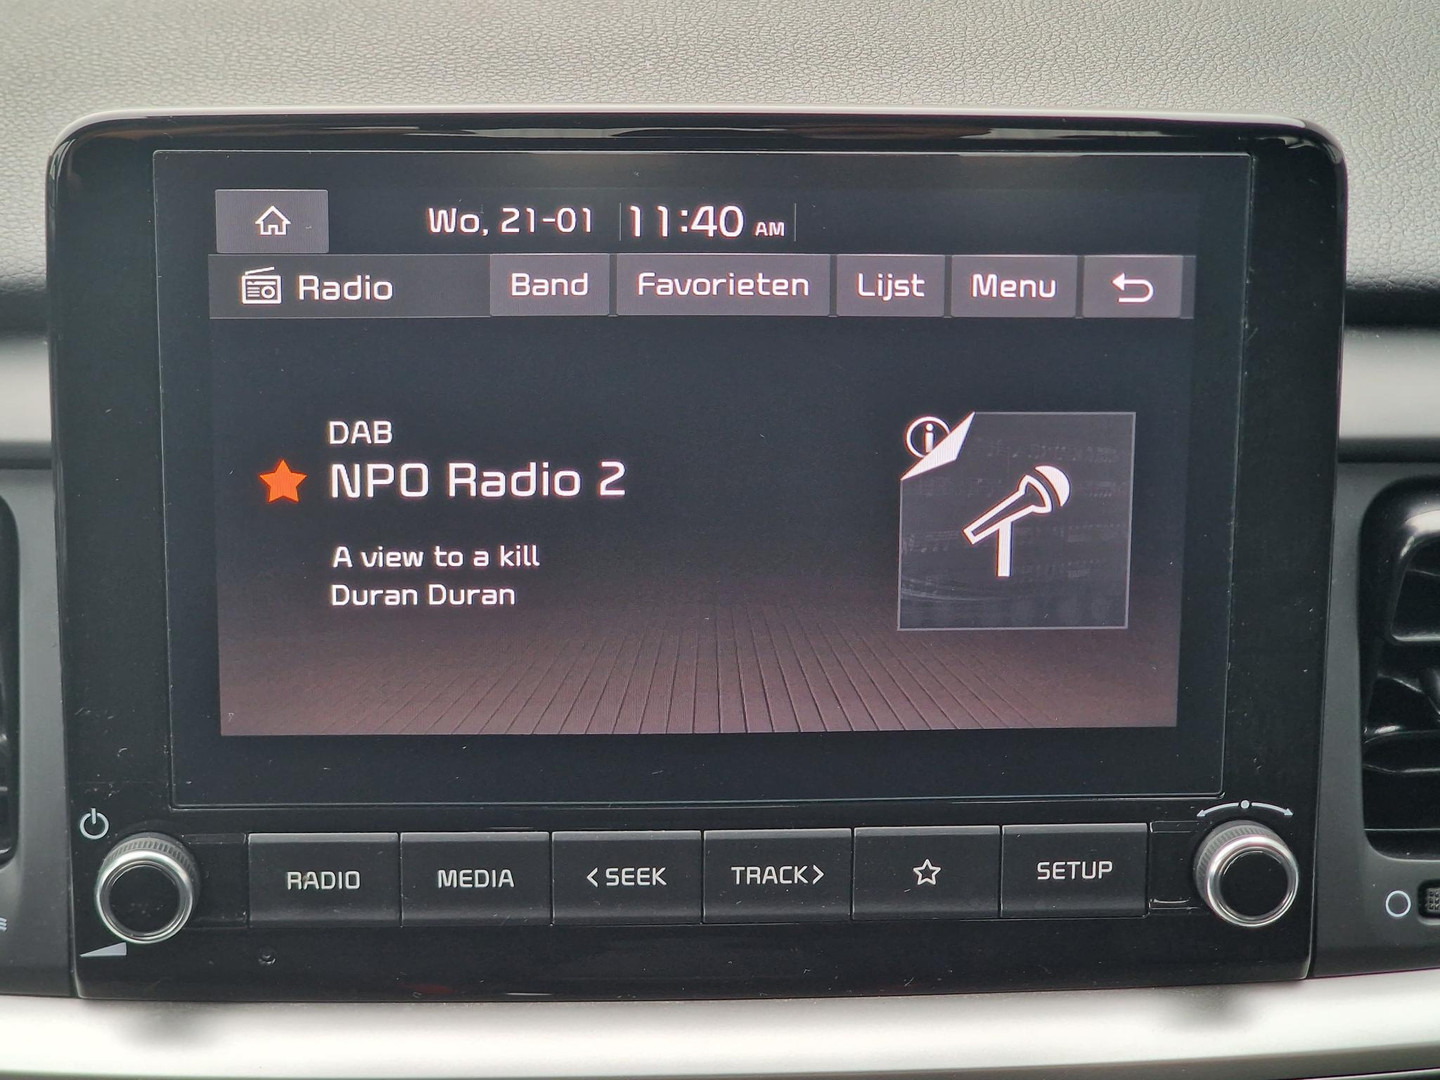 Wo, 21-01 11:40 AM
Radio Band Favorieten Lijst Menu
DAB
NPO Radio 2
A view to a kill
Duran Duran
RADIO MEDIA <SEEK TRACK> SETUP